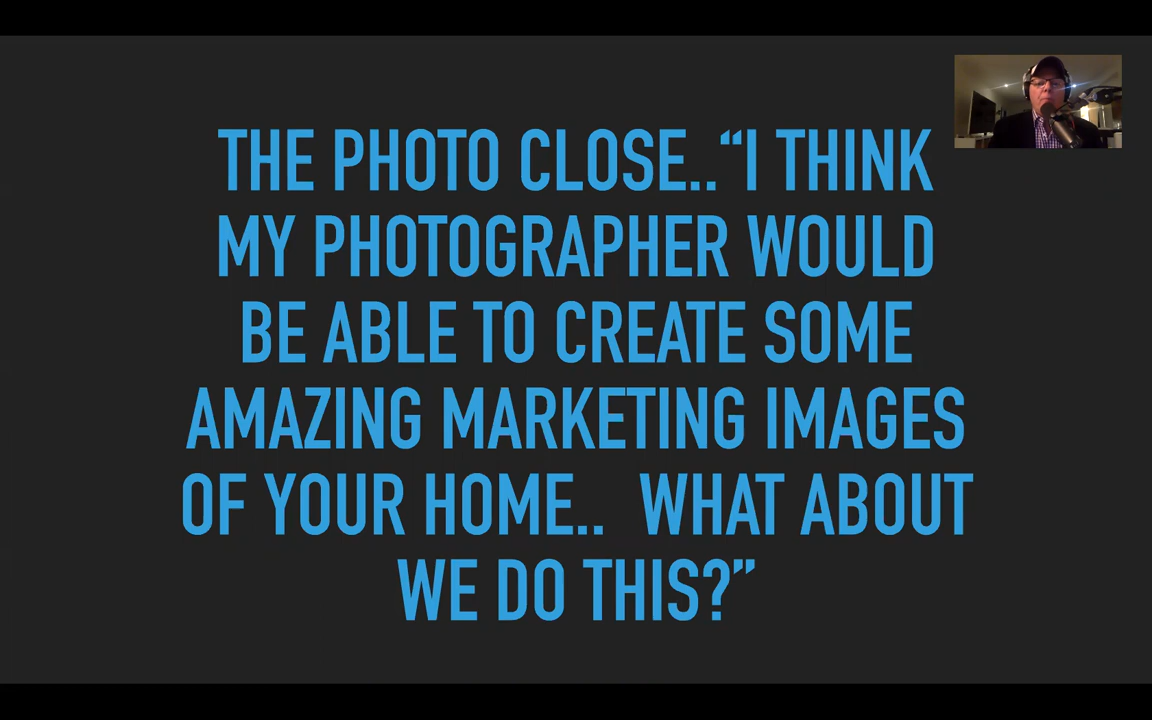 THE PHOTO CLOSE..“I THINK
MY PHOTOGRAPHER WOULD
BE ABLE TO CREATE SOME
AMAZING MARKETING IMAGES
OF YOUR HOME..  WHAT ABOUT
WE DO THIS?”